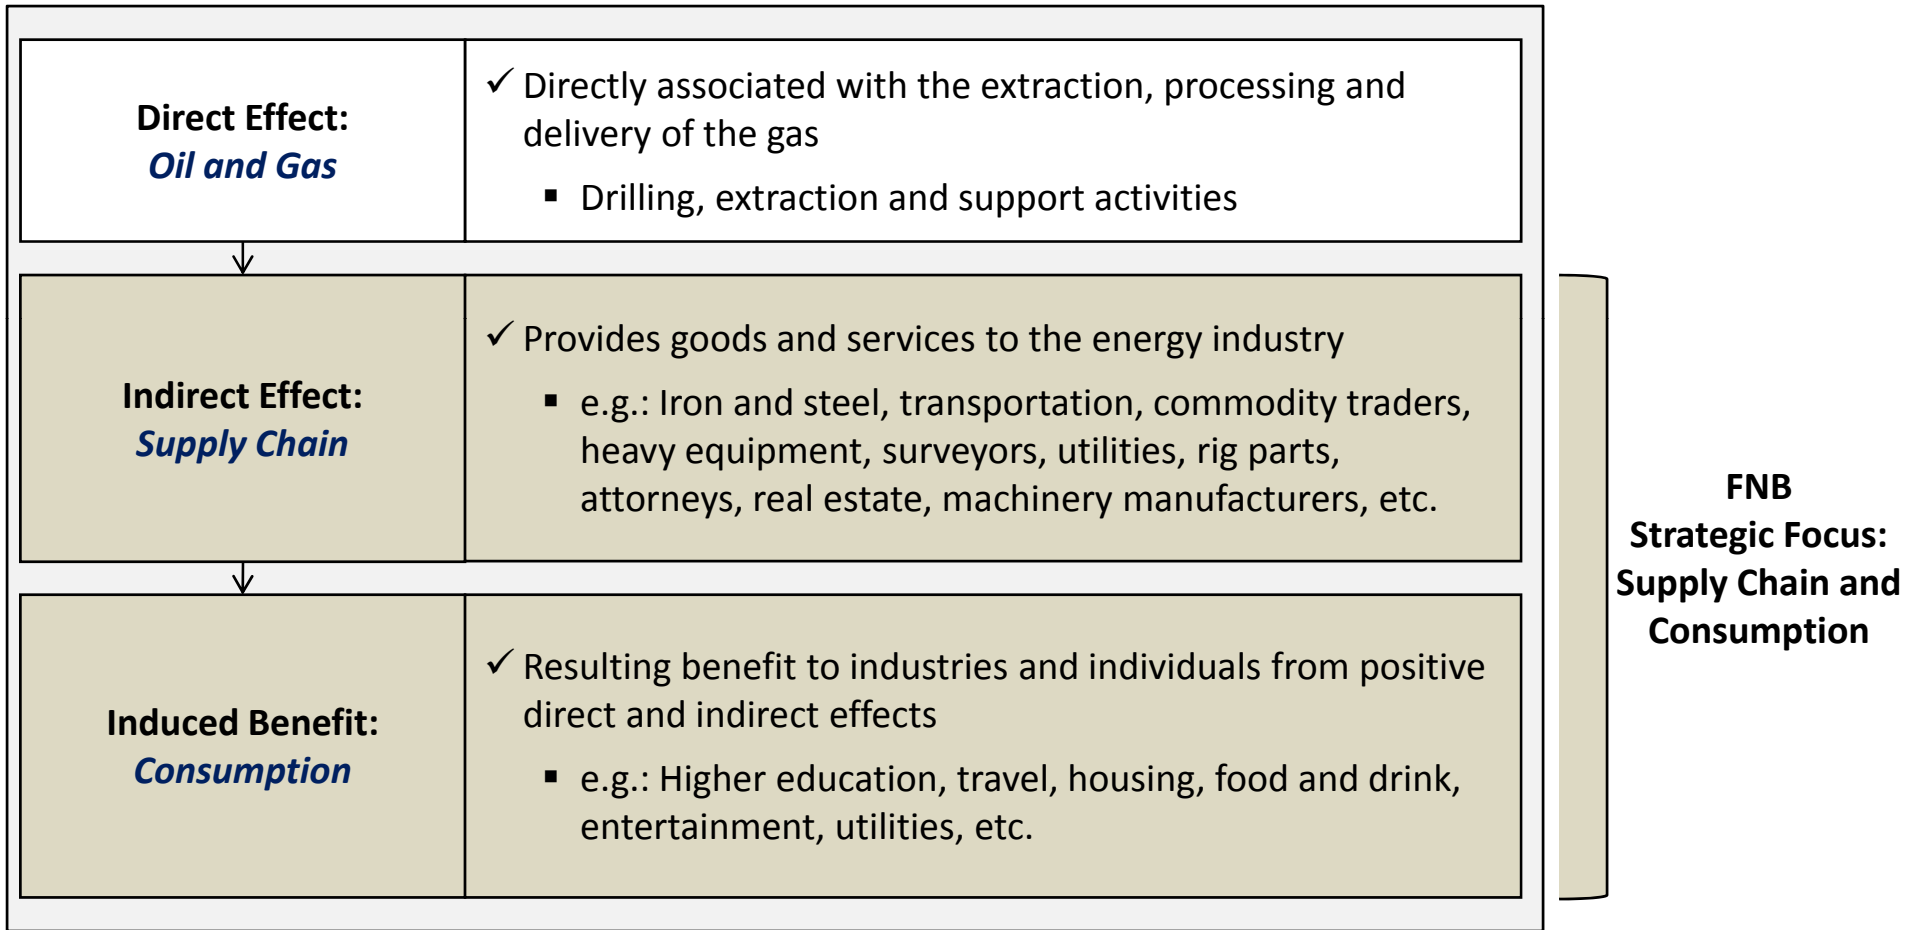 Direct Effect:
Oil and Gas
✓ Directly associated with the extraction, processing and
delivery of the gas
▪ Drilling, extraction and support activities
Indirect Effect:
Supply Chain
✓ Provides goods and services to the energy industry
▪ e.g.: Iron and steel, transportation, commodity traders,
heavy equipment, surveyors, utilities, rig parts,
attorneys, real estate, machinery manufacturers, etc.
Induced Benefit:
Consumption
✓ Resulting benefit to industries and individuals from positive
direct and indirect effects
▪ e.g.: Higher education, travel, housing, food and drink,
entertainment, utilities, etc.
FNB
Strategic Focus:
Supply Chain and
Consumption